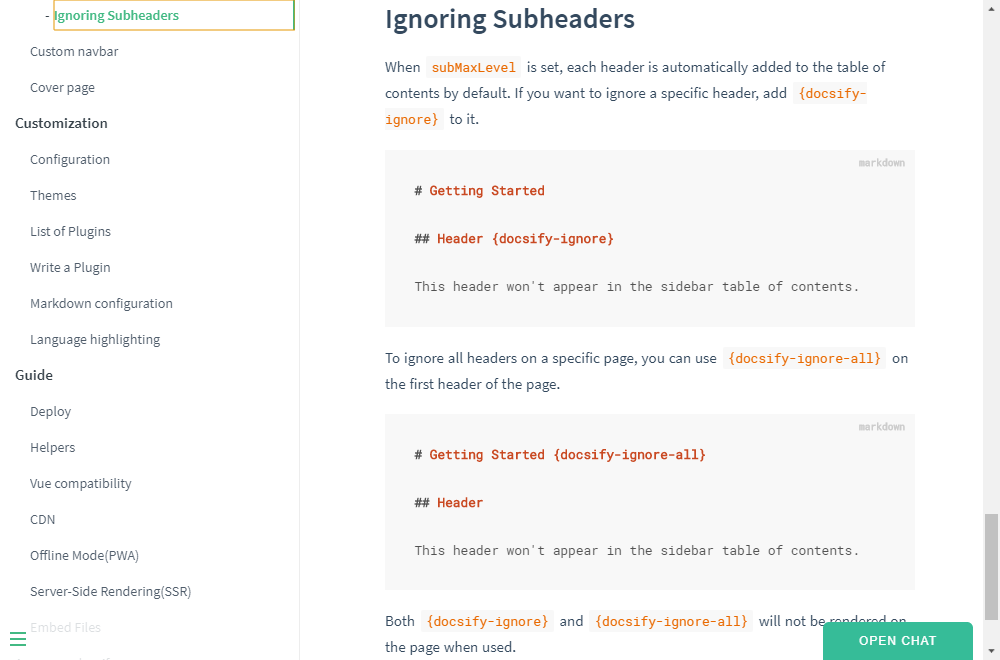 - Ignoring Subheaders
Custom navbar
Cover page
Customization
Configuration
Themes
List of Plugins
Write a Plugin
Markdown configuration
Language highlighting
Guide
Deploy
Helpers
Vue compatibility
CDN
Offline Mode(PWA)
Server-Side Rendering(SSR)
Embed Files
Ignoring Subheaders
When subMaxLevel is set, each header is automatically added to the table of
contents by default. If you want to ignore a specific header, add {docsify-
ignore} to it.
markdown
# Getting Started
## Header {docsify-ignore}
This header won't appear in the sidebar table of contents.
To ignore all headers on a specific page, you can use {docsify-ignore-all} on
the first header of the page.
markdown
# Getting Started {docsify-ignore-all}
## Header
This header won't appear in the sidebar table of contents.
Both {docsify-ignore} and {docsify-ignore-all} will not be rendered on
the page when used.
OPEN CHAT